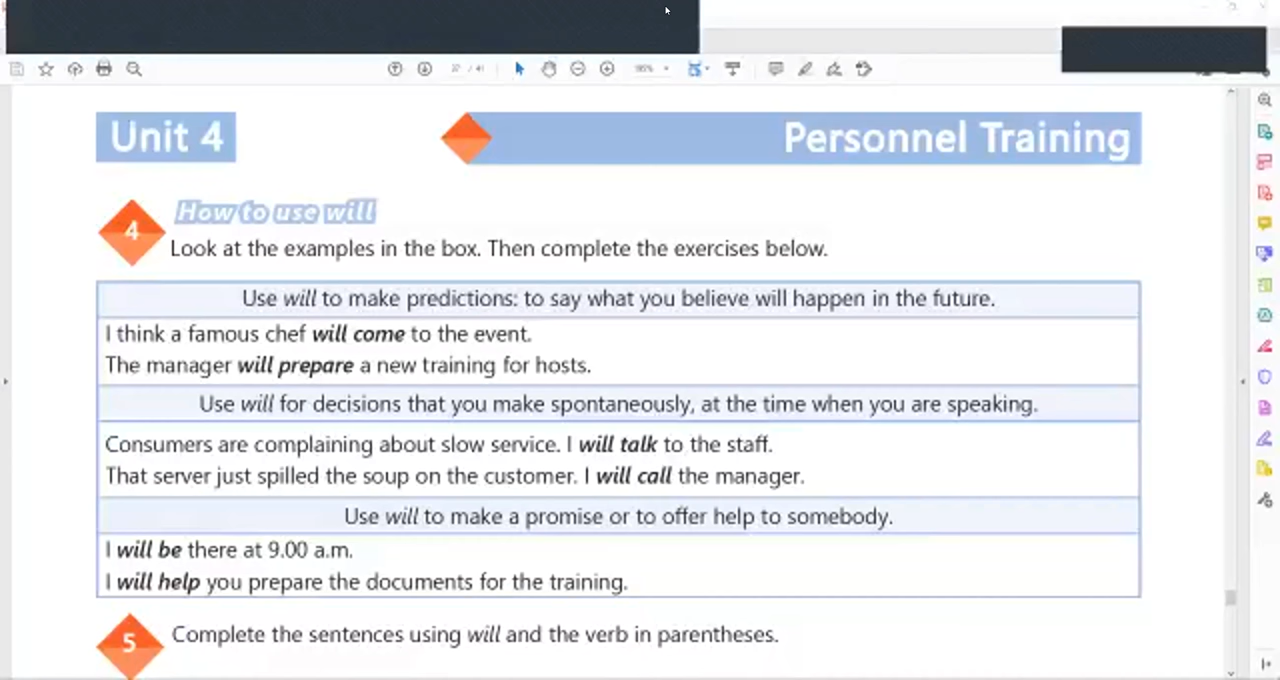 Unit 4
Personnel Training
4
How to use will
Look at the examples in the box. Then complete the exercises below.
Use will to make predictions: to say what you believe will happen in the future.
I think a famous chef will come to the event.
The manager will prepare a new training for hosts.
Use will for decisions that you make spontaneously, at the time when you are speaking.
Consumers are complaining about slow service. I will talk to the staff.
That server just spilled the soup on the customer. I will call the manager.
Use will to make a promise or to offer help to somebody.
I will be there at 9.00 a.m.
I will help you prepare the documents for the training.
5
Complete the sentences using will and the verb in parentheses.